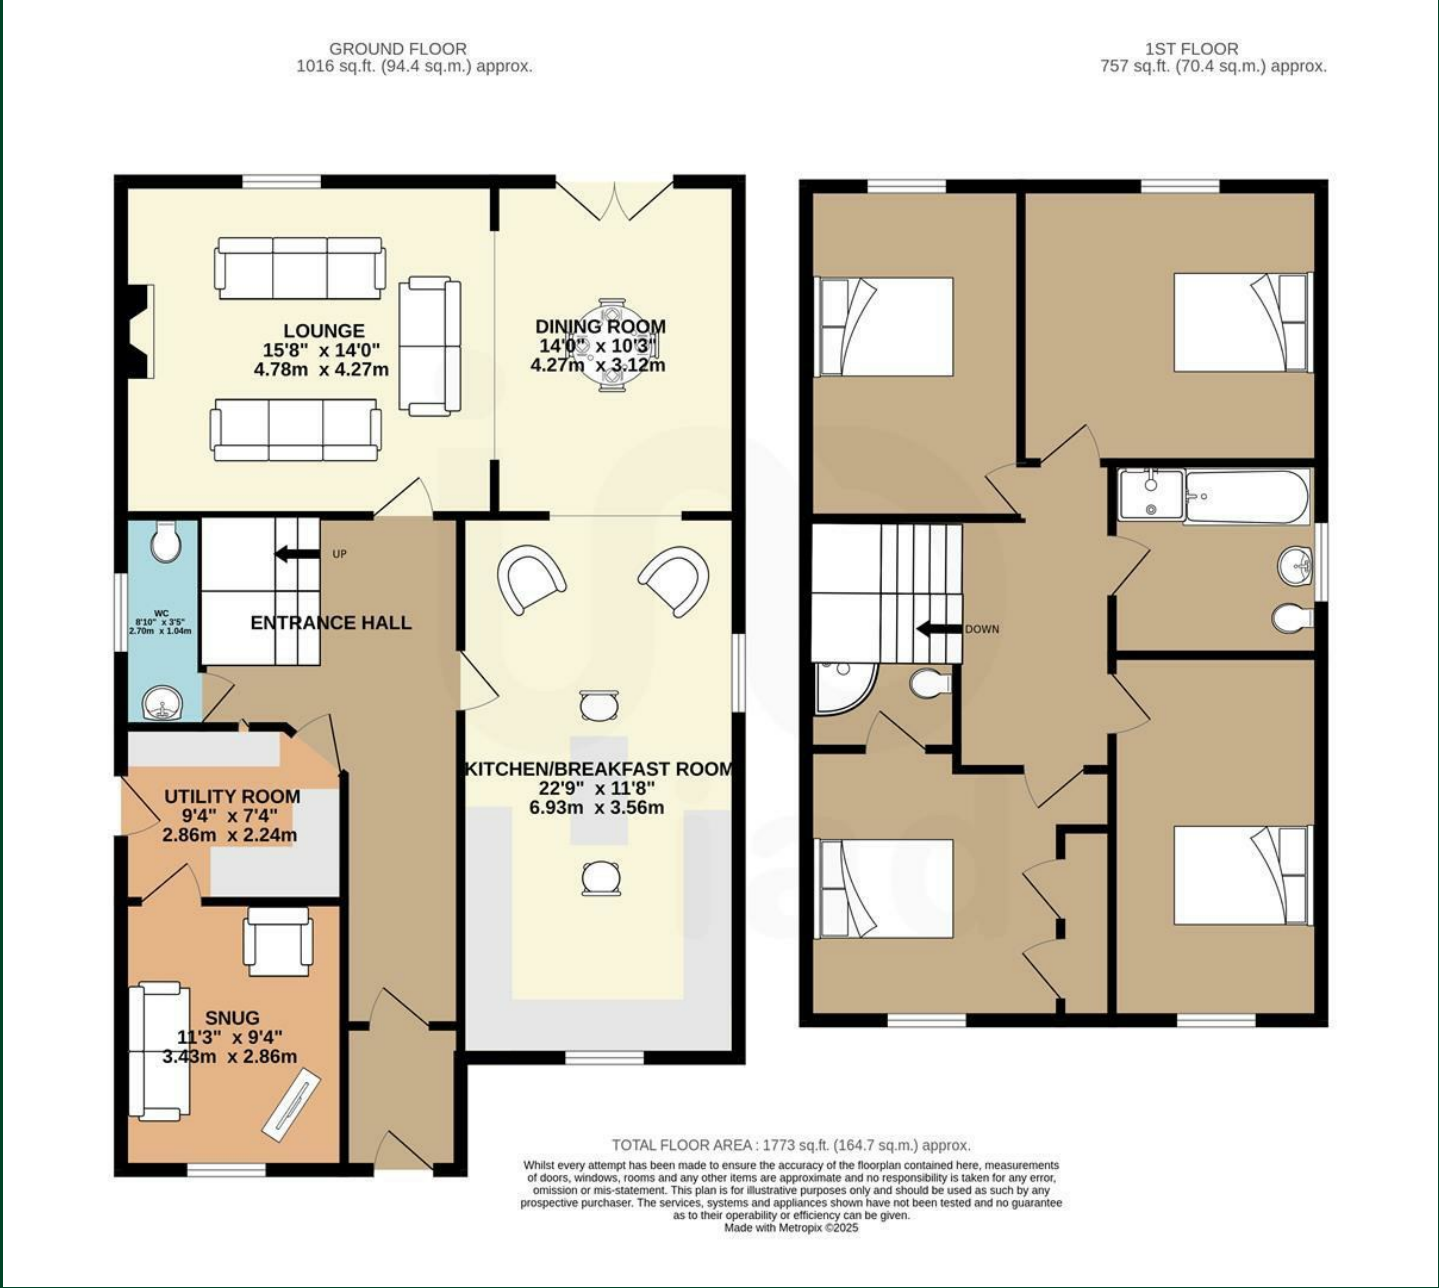 GROUND FLOOR
1016 sq.ft. (94.4 sq.m.) approx.
1ST FLOOR
757 sq.ft. (70.4 sq.m.) approx.
LOUNGE
15'8" x 14'0"
4.78m x 4.27m
DINING ROOM
14'0" x 10'3"
4.27m x 3.12m
UP
WC
8'10" x 3'5"
2.70m x 1.04m
ENTRANCE HALL
DOWN
KITCHEN/BREAKFAST ROOM
22'9" x 11'8"
6.93m x 3.56m
UTILITY ROOM
9'4" x 7'4"
2.86m x 2.24m
SNUG
11'3" x 9'4"
3.43m x 2.86m
iad
TOTAL FLOOR AREA : 1773 sq.ft. (164.7 sq.m.) approx.
Whilst every attempt has been made to ensure the accuracy of the floorplan contained here, measurements
of doors, windows, rooms and any other items are approximate and no responsibility is taken for any error,
omission or mis-statement. This plan is for illustrative purposes only and should be used as such by any
prospective purchaser. The services, systems and appliances shown have not been tested and no guarantee
as to their operability or efficiency can be given.
Made with Metropix ©2025